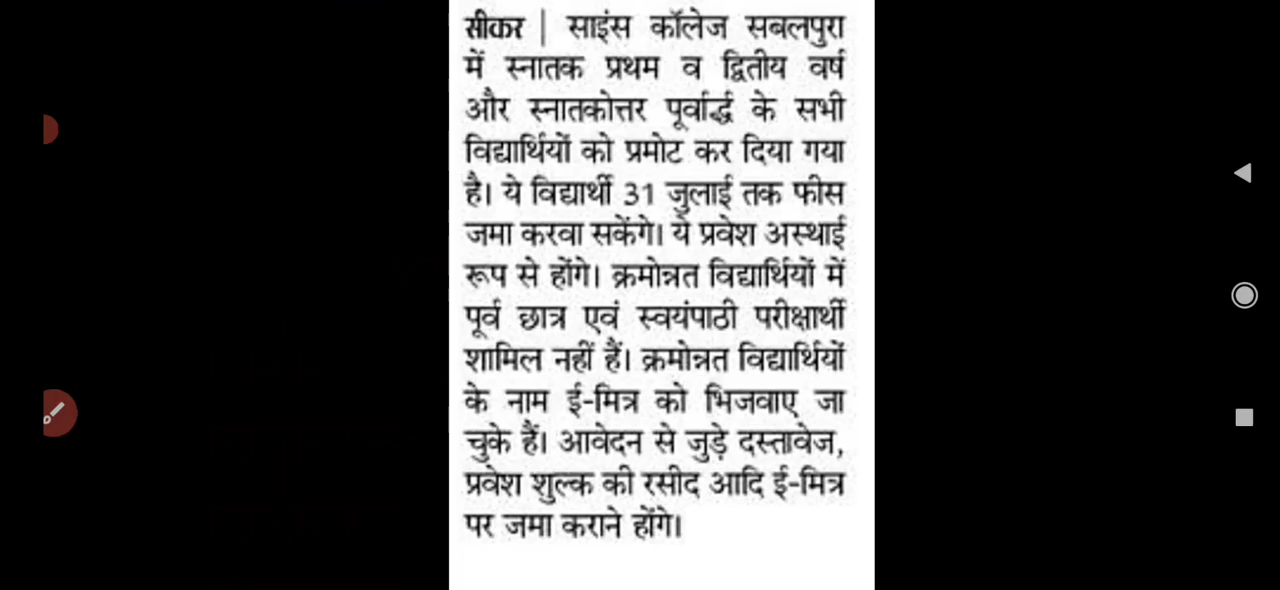 सीकर | साइंस कॉलेज सबलपुरा
में स्नातक प्रथम व द्वितीय वर्ष
और स्नातकोत्तर पूर्वार्द्ध के सभी
विद्यार्थियों को प्रमोट कर दिया गया
है। ये विद्यार्थी 31 जुलाई तक फीस
जमा करवा सकेंगे। ये प्रवेश अस्थाई
रूप से होंगे। क्रमोन्नत विद्यार्थियों में
पूर्व छात्र एवं स्वयंपाठी परीक्षार्थी
शामिल नहीं हैं। क्रमोन्नत विद्यार्थियों
के नाम ई-मित्र को भिजवाए जा
चुके हैं। आवेदन से जुड़े दस्तावेज,
प्रवेश शुल्क की रसीद आदि ई-मित्र
पर जमा कराने होंगे।